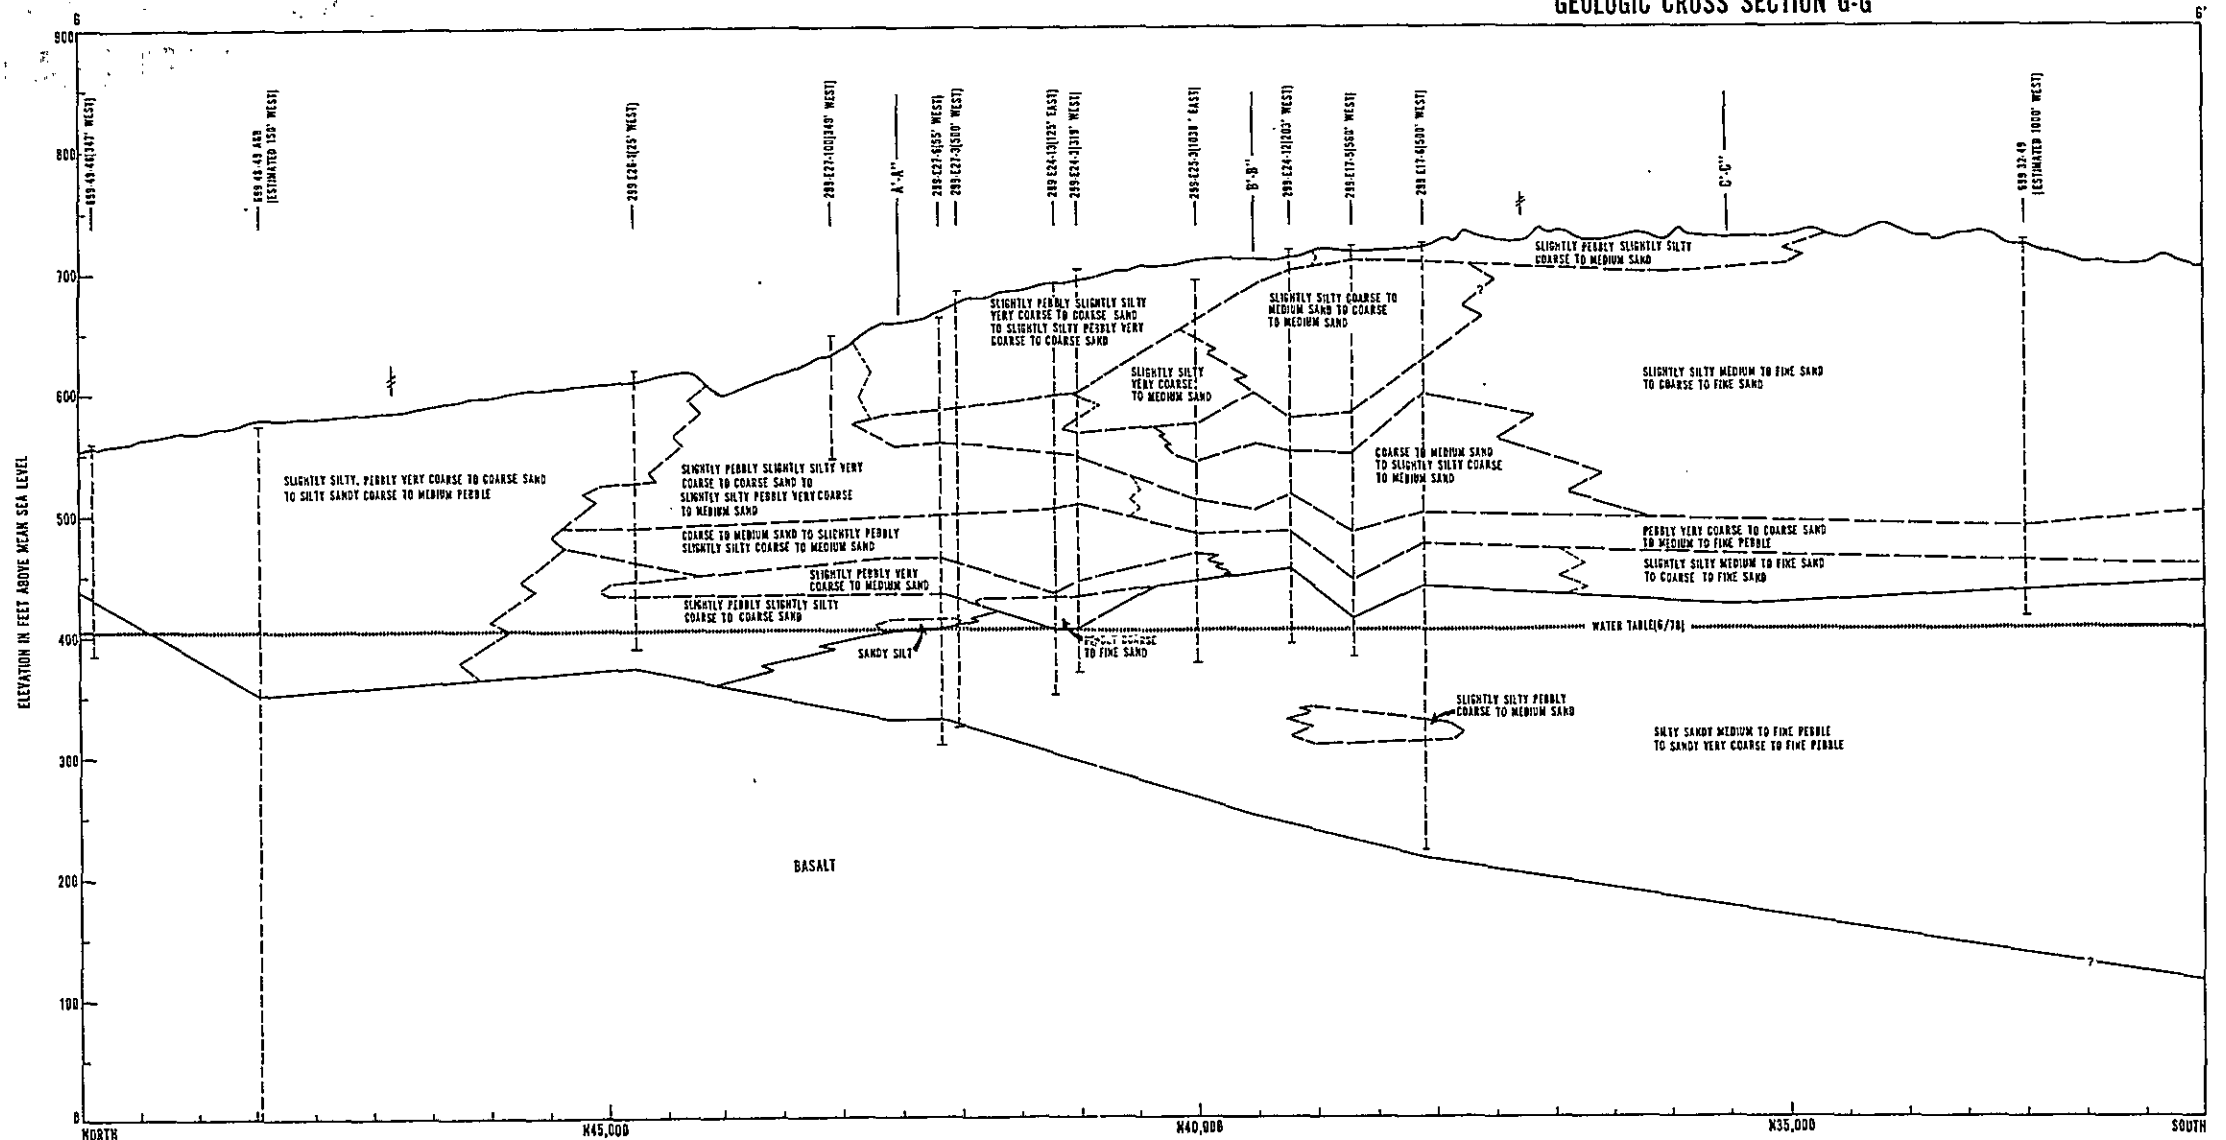 GEOLOGIC CROSS SECTION G-G'
G
G'
900
800
700
600
500
400
300
200
100
0
ELEVATION IN FEET ABOVE MEAN SEA LEVEL
699-49-49(347' WEST)
699 48-49 A&B
(ESTIMATED 150' WEST)
299 E26-1(25' WEST)
299-E27-100(349' WEST)
A'-A''
299-E27-6(55' WEST)
299-E27-3(500' WEST)
299 E24-13(125' EAST)
299-E24-3(319' WEST)
299-E25-3(1030' EAST)
B'-B''
299-E24-12(203' WEST)
299-E17-5(560' WEST)
299 E17-6(500' WEST)
C'-C''
699 32-49
(ESTIMATED 1000' WEST)
SLIGHTLY PEBBLY SLIGHTLY SILTY
COARSE TO MEDIUM SAND
SLIGHTLY PEBBLY SLIGHTLY SILTY
VERY COARSE TO COARSE SAND
TO SLIGHTLY SILTY PEBBLY VERY
COARSE TO COARSE SAND
SLIGHTLY SILTY COARSE TO
MEDIUM SAND TO COARSE
TO MEDIUM SAND
?
SLIGHTLY SILTY
VERY COARSE
TO MEDIUM SAND
SLIGHTLY SILTY MEDIUM TO FINE SAND
TO COARSE TO FINE SAND
SLIGHTLY SILTY, PEBBLY VERY COARSE TO COARSE SAND
TO SILTY SANDY COARSE TO MEDIUM PEBBLE
SLIGHTLY PEBBLY SLIGHTLY SILTY VERY
COARSE TO COARSE SAND TO
SLIGHTLY SILTY PEBBLY VERY COARSE
TO MEDIUM SAND
COARSE TO MEDIUM SAND
TO SLIGHTLY SILTY COARSE
TO MEDIUM SAND
COARSE TO MEDIUM SAND TO SLIGHTLY PEBBLY
SLIGHTLY SILTY COARSE TO MEDIUM SAND
PEBBLY VERY COARSE TO COARSE SAND
TO MEDIUM TO FINE PEBBLE
SLIGHTLY PEBBLY VERY
COARSE TO MEDIUM SAND
SLIGHTLY SILTY MEDIUM TO FINE SAND
TO COARSE TO FINE SAND
SLIGHTLY PEBBLY SLIGHTLY SILTY
COARSE TO COARSE SAND
WATER TABLE(6/78)
SANDY SILT
PEBBLY COARSE
TO FINE SAND
SLIGHTLY SILTY PEBBLY
COARSE TO MEDIUM SAND
SILTY SANDY MEDIUM TO FINE PEBBLE
TO SANDY VERY COARSE TO FINE PEBBLE
BASALT
?
NORTH
N45,000
N40,000
N35,000
SOUTH